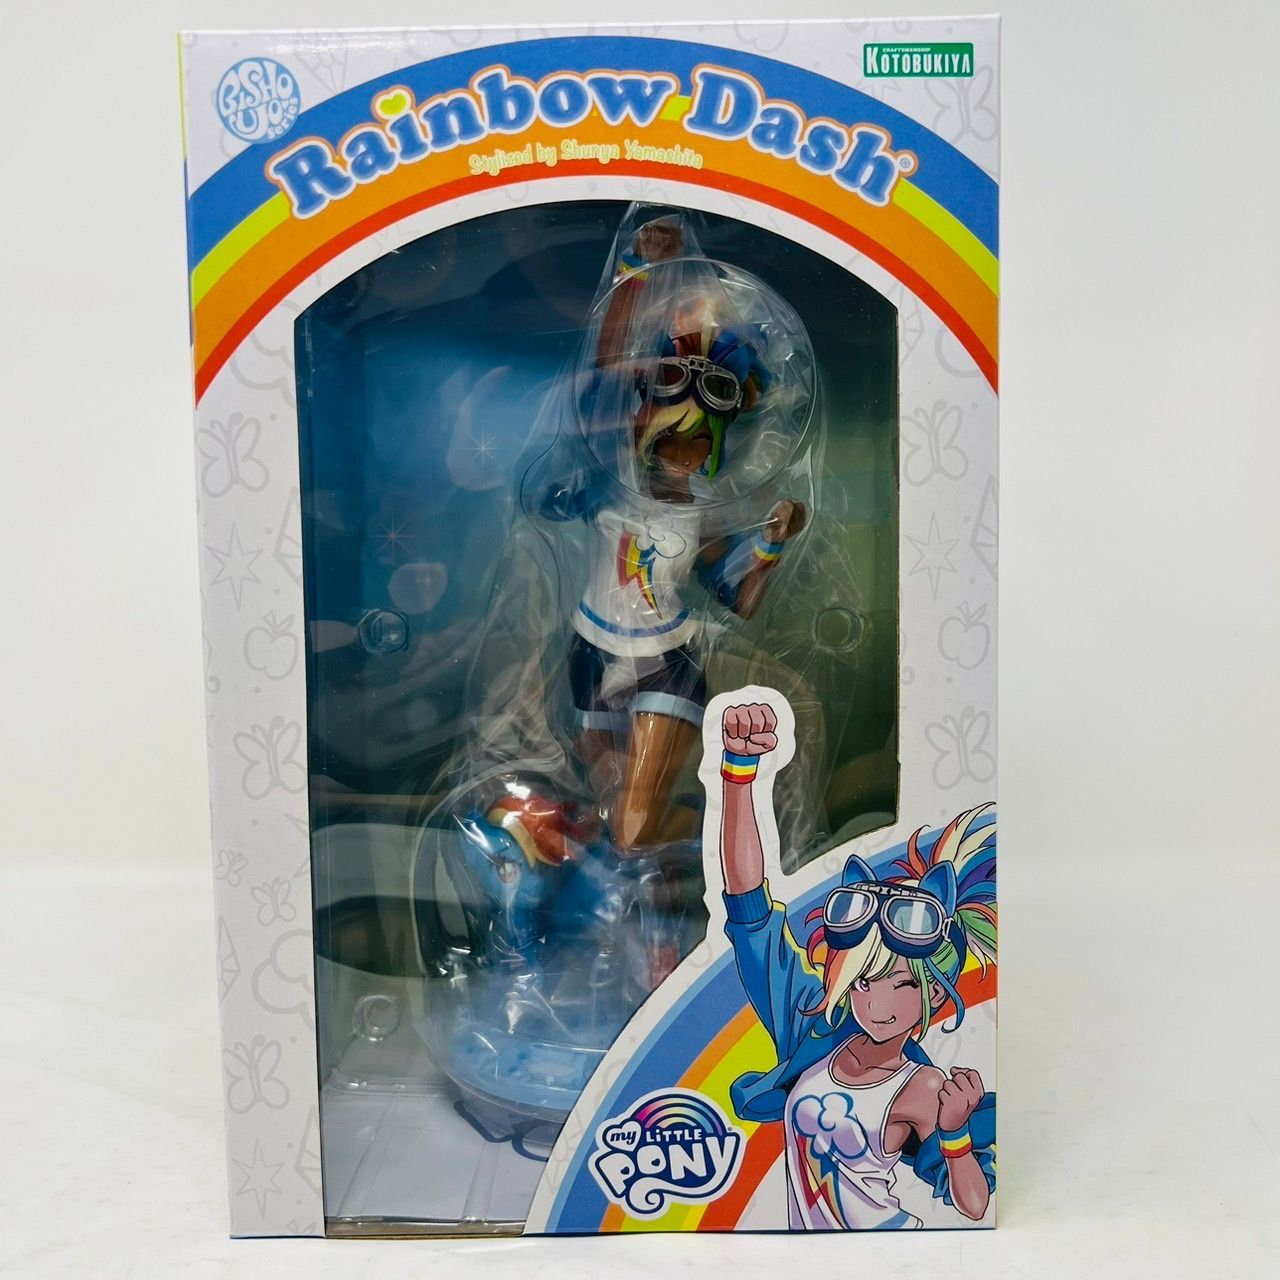 BISHOUJO series
CRAFTSMANSHIP
KOTOBUKIYA
Rainbow Dash®
Stylized by Shunya Yamashita
my LiTTLE PONY